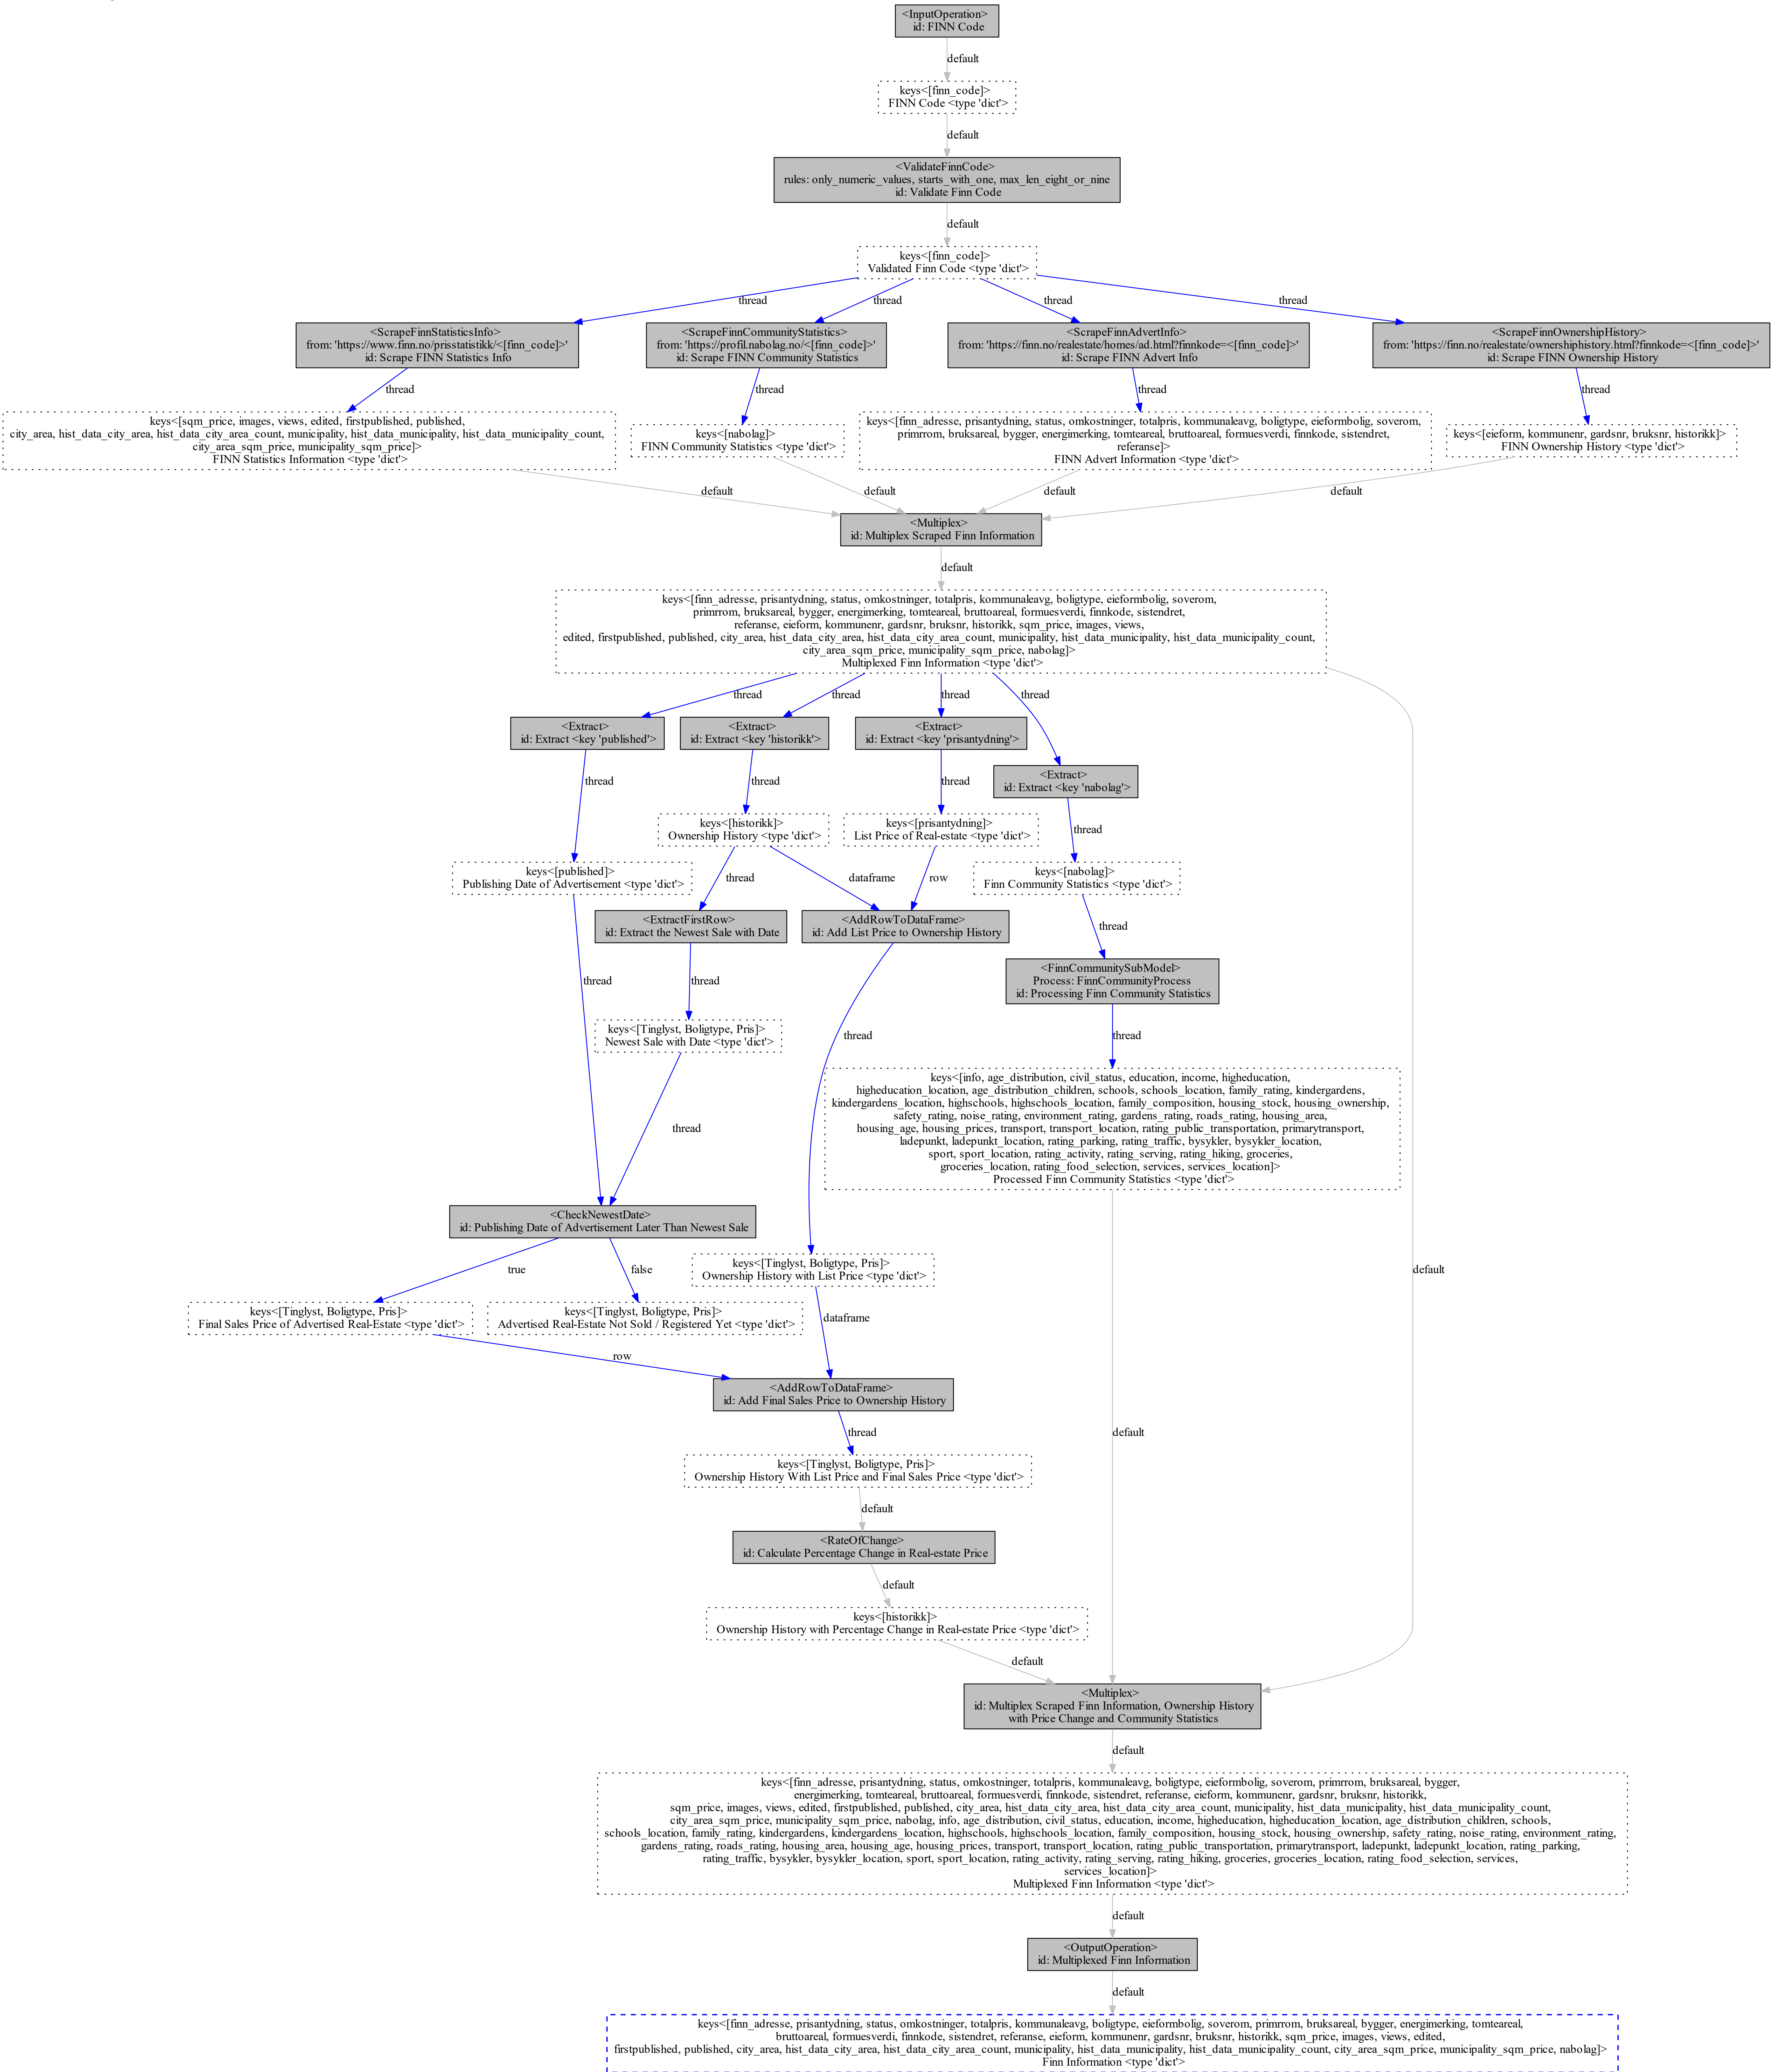 <InputOperation>
id: FINN Code
default
keys<[finn_code]>
FINN Code <type 'dict'>
default
<ValidateFinnCode>
rules: only_numeric_values, starts_with_one, max_len_eight_or_nine
id: Validate Finn Code
default
keys<[finn_code]>
Validated Finn Code <type 'dict'>
thread
thread
thread
thread
<ScrapeFinnStatisticsInfo>
from: 'https://www.finn.no/prisstatistikk/<[finn_code]>'
id: Scrape FINN Statistics Info
<ScrapeFinnCommunityStatistics>
from: 'https://profil.nabolag.no/<[finn_code]>'
id: Scrape FINN Community Statistics
<ScrapeFinnAdvertInfo>
from: 'https://finn.no/realestate/homes/ad.html?finnkode=<[finn_code]>'
id: Scrape FINN Advert Info
<ScrapeFinnOwnershipHistory>
from: 'https://finn.no/realestate/ownershiphistory.html?finnkode=<[finn_code]>'
id: Scrape FINN Ownership History
thread
thread
thread
thread
keys<[sqm_price, images, views, edited, firstpublished, published,
city_area, hist_data_city_area, hist_data_city_area_count, municipality, hist_data_municipality, hist_data_municipality_count,
city_area_sqm_price, municipality_sqm_price]>
FINN Statistics Information <type 'dict'>
keys<[nabolag]>
FINN Community Statistics <type 'dict'>
keys<[finn_adresse, prisantydning, status, omkostninger, totalpris, kommunaleavg, boligtype, eieformbolig, soverom,
primrrom, bruksareal, bygger, energimerking, tomteareal, bruttoareal, formuesverdi, finnkode, sistendret,
referanse]>
FINN Advert Information <type 'dict'>
keys<[eieform, kommunenr, gardsnr, bruksnr, historikk]>
FINN Ownership History <type 'dict'>
default
default
default
default
<Multiplex>
id: Multiplex Scraped Finn Information
default
keys<[finn_adresse, prisantydning, status, omkostninger, totalpris, kommunaleavg, boligtype, eieformbolig, soverom,
primrrom, bruksareal, bygger, energimerking, tomteareal, bruttoareal, formuesverdi, finnkode, sistendret,
referanse, eieform, kommunenr, gardsnr, bruksnr, historikk, sqm_price, images, views,
edited, firstpublished, published, city_area, hist_data_city_area, hist_data_city_area_count, municipality, hist_data_municipality, hist_data_municipality_count,
city_area_sqm_price, municipality_sqm_price, nabolag]>
Multiplexed Finn Information <type 'dict'>
thread
thread
thread
thread
<Extract>
id: Extract <key 'published'>
<Extract>
id: Extract <key 'historikk'>
<Extract>
id: Extract <key 'prisantydning'>
<Extract>
id: Extract <key 'nabolag'>
thread
thread
thread
thread
keys<[historikk]>
Ownership History <type 'dict'>
keys<[prisantydning]>
List Price of Real-estate <type 'dict'>
keys<[published]>
Publishing Date of Advertisement <type 'dict'>
keys<[nabolag]>
Finn Community Statistics <type 'dict'>
thread
dataframe
row
thread
<ExtractFirstRow>
id: Extract the Newest Sale with Date
<AddRowToDataFrame>
id: Add List Price to Ownership History
<FinnCommunitySubModel>
Process: FinnCommunityProcess
id: Processing Finn Community Statistics
thread
thread
thread
thread
keys<[Tinglyst, Boligtype, Pris]>
Newest Sale with Date <type 'dict'>
keys<[info, age_distribution, civil_status, education, income, higheducation,
higheducation_location, age_distribution_children, schools, schools_location, family_rating, kindergardens,
kindergardens_location, highschools, highschools_location, family_composition, housing_stock, housing_ownership,
safety_rating, noise_rating, environment_rating, gardens_rating, roads_rating, housing_area,
housing_age, housing_prices, transport, transport_location, rating_public_transportation, primarytransport,
ladepunkt, ladepunkt_location, rating_parking, rating_traffic, bysykler, bysykler_location,
sport, sport_location, rating_activity, rating_serving, rating_hiking, groceries,
groceries_location, rating_food_selection, services, services_location]>
Processed Finn Community Statistics <type 'dict'>
thread
<CheckNewestDate>
id: Publishing Date of Advertisement Later Than Newest Sale
true
false
keys<[Tinglyst, Boligtype, Pris]>
Ownership History with List Price <type 'dict'>
default
keys<[Tinglyst, Boligtype, Pris]>
Final Sales Price of Advertised Real-Estate <type 'dict'>
keys<[Tinglyst, Boligtype, Pris]>
Advertised Real-Estate Not Sold / Registered Yet <type 'dict'>
dataframe
row
<AddRowToDataFrame>
id: Add Final Sales Price to Ownership History
thread
default
keys<[Tinglyst, Boligtype, Pris]>
Ownership History With List Price and Final Sales Price <type 'dict'>
default
<RateOfChange>
id: Calculate Percentage Change in Real-estate Price
default
keys<[historikk]>
Ownership History with Percentage Change in Real-estate Price <type 'dict'>
default
<Multiplex>
id: Multiplex Scraped Finn Information, Ownership History
with Price Change and Community Statistics
default
keys<[finn_adresse, prisantydning, status, omkostninger, totalpris, kommunaleavg, boligtype, eieformbolig, soverom, primrrom, bruksareal, bygger,
energimerking, tomteareal, bruttoareal, formuesverdi, finnkode, sistendret, referanse, eieform, kommunenr, gardsnr, bruksnr, historikk,
sqm_price, images, views, edited, firstpublished, published, city_area, hist_data_city_area, hist_data_city_area_count, municipality, hist_data_municipality, hist_data_municipality_count,
city_area_sqm_price, municipality_sqm_price, nabolag, info, age_distribution, civil_status, education, income, higheducation, higheducation_location, age_distribution_children, schools,
schools_location, family_rating, kindergardens, kindergardens_location, highschools, highschools_location, family_composition, housing_stock, housing_ownership, safety_rating, noise_rating, environment_rating,
gardens_rating, roads_rating, housing_area, housing_age, housing_prices, transport, transport_location, rating_public_transportation, primarytransport, ladepunkt, ladepunkt_location, rating_parking,
rating_traffic, bysykler, bysykler_location, sport, sport_location, rating_activity, rating_serving, rating_hiking, groceries, groceries_location, rating_food_selection, services,
services_location]>
Multiplexed Finn Information <type 'dict'>
default
<OutputOperation>
id: Multiplexed Finn Information
default
keys<[finn_adresse, prisantydning, status, omkostninger, totalpris, kommunaleavg, boligtype, eieformbolig, soverom, primrrom, bruksareal, bygger, energimerking, tomteareal,
bruttoareal, formuesverdi, finnkode, sistendret, referanse, eieform, kommunenr, gardsnr, bruksnr, historikk, sqm_price, images, views, edited,
firstpublished, published, city_area, hist_data_city_area, hist_data_city_area_count, municipality, hist_data_municipality, hist_data_municipality_count, city_area_sqm_price, municipality_sqm_price, nabolag]>
Finn Information <type 'dict'>